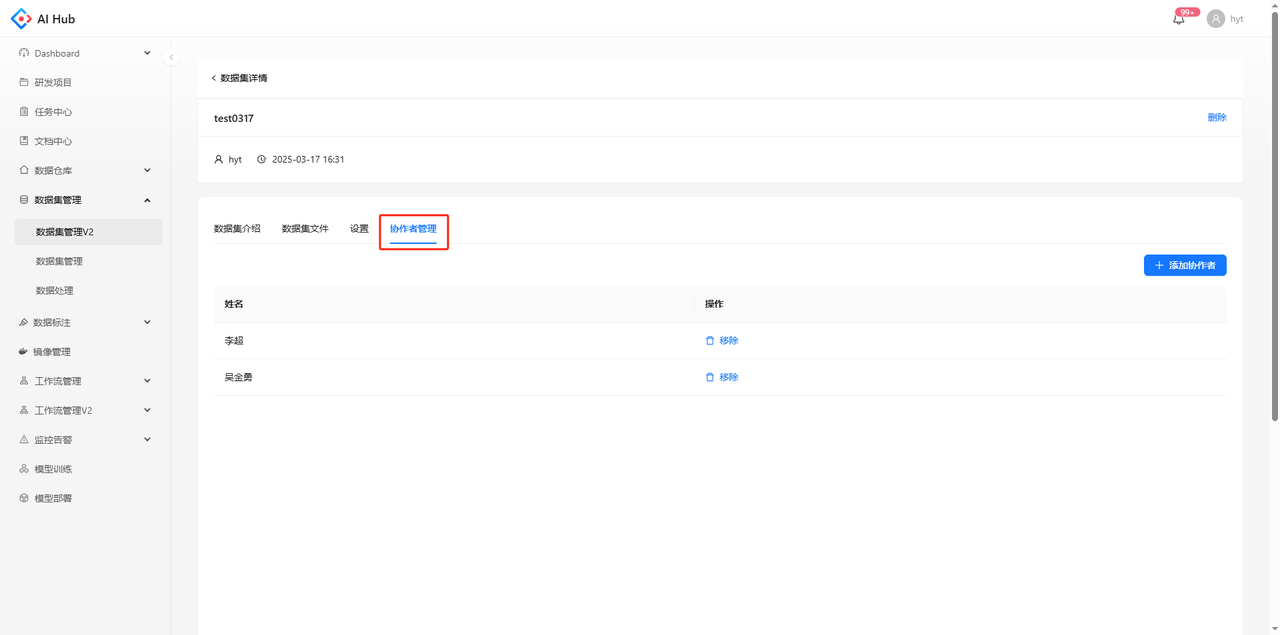 AI Hub
99+
hyt
Dashboard
研发项目
任务中心
文档中心
数据仓库
数据集管理
数据集管理V2
数据集管理
数据处理
数据标注
镜像管理
工作流管理
工作流管理V2
监控告警
模型训练
模型部署
数据集详情
test0317
删除
hyt 2025-03-17 16:31
数据集介绍 数据集文件 设置 协作者管理
添加协作者
姓名 操作
李超 移除
吴金勇 移除